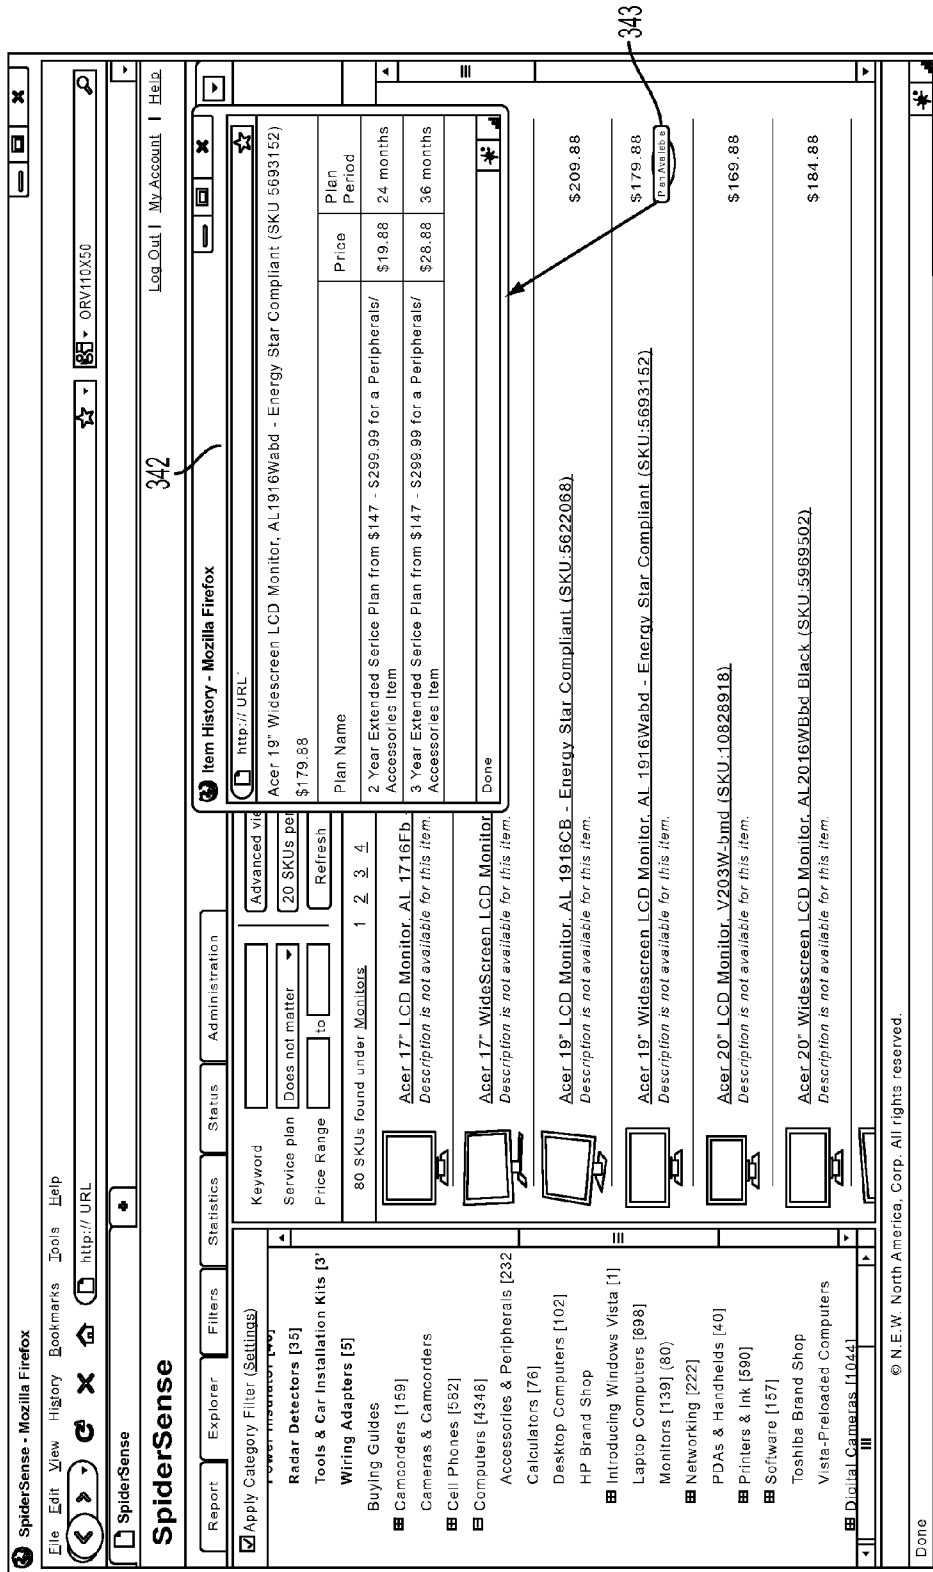 SpiderSense - Mozilla Firefox
File Edit View History Bookmarks Tools Help
http:// URL
ORV110X50
SpiderSense
SpiderSense
Log Out | My Account | Help
Report Explorer Filters Statistics Status Administration
Apply Category Filter (Settings)
Radar Detectors [35]
Tools & Car Installation Kits [3
Wiring Adapters [5]
Buying Guides
Camcorders [159]
Cameras & Camcorders
Cell Phones [582]
Computers [4348]
Accessories & Peripherals [232
Calculators [76]
Desktop Computers [102]
HP Brand Shop
Introducing Windows Vista [1]
Laptop Computers [698]
Monitors [139] (80)
Networking [222]
PDAs & Handhelds [40]
Printers & Ink [590]
Software [157]
Toshiba Brand Shop
Vista-Preloaded Computers
Digital Cameras [1044]
Keyword
Advanced vie
Service plan Does not matter
20 SKUs per
Price Range to
Refresh
80 SKUs found under Monitors 1 2 3 4
Acer 17" LCD Monitor, AL 1716Fb
Description is not available for this item.
Acer 17" WideScreen LCD Monitor
Description is not available for this item.
Acer 19" LCD Monitor, AL 1916CB - Energy Star Compliant (SKU:5622068)
$209.88
Description is not available for this item.
Acer 19" Widescreen LCD Monitor, AL 1916Wabd - Energy Star Compliant (SKU:5693152)
$179.88
Description is not available for this item.
Plan Available
Acer 20" LCD Monitor, V203W-bmd (SKU:10828918)
$169.88
Description is not available for this item.
Acer 20" Widescreen LCD Monitor, AL2016WBbd Black (SKU:5969502)
$184.88
Description is not available for this item.
342
Item History - Mozilla Firefox
http:// URL
Acer 19" Widescreen LCD Monitor, AL1916Wabd - Energy Star Compliant (SKU 5693152)
$179.88
Plan Name Price Plan Period
2 Year Extended Serice Plan from $147 - $299.99 for a Peripherals/ $19.88 24 months
Accessories Item
3 Year Extended Serice Plan from $147 - $299.99 for a Peripherals/ $28.88 36 months
Accessories Item
Done
343
© N.E.W. North America, Corp. All rights reserved.
Done